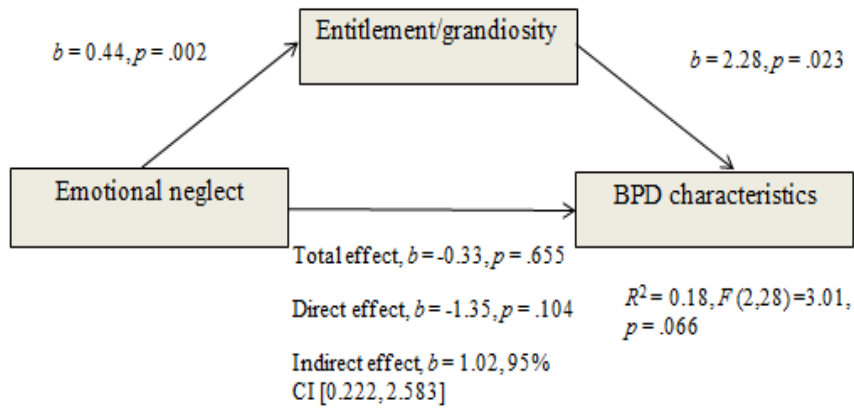 Entitlement/grandiosity
b = 0.44, p = .002
b = 2.28, p = .023
Emotional neglect
BPD characteristics
Total effect, b = -0.33, p = .655
Direct effect, b = -1.35, p = .104
Indirect effect, b = 1.02, 95%
CI [0.222, 2.583]
R² = 0.18, F (2,28) =3.01,
p = .066